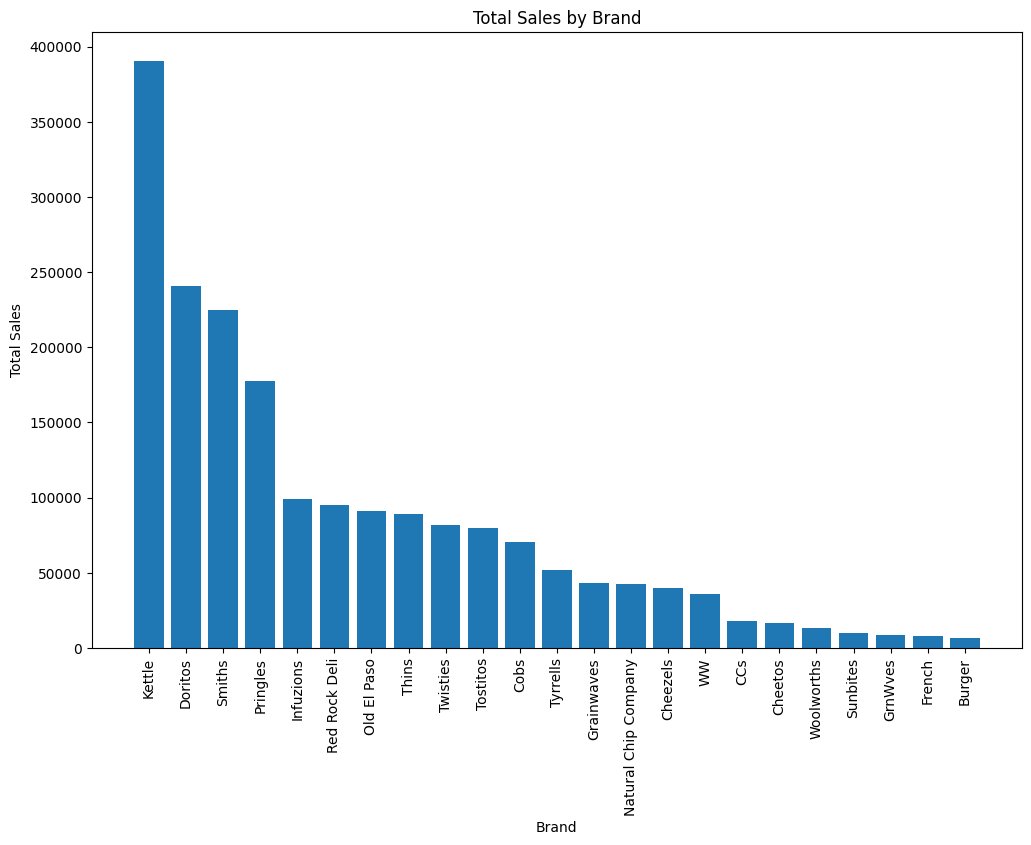 Total Sales by Brand
Total Sales
400000
350000
300000
250000
200000
150000
100000
50000
0
Kettle
Doritos
Smiths
Pringles
Infuzions
Red Rock Deli
Old El Paso
Thins
Twisties
Tostitos
Cobs
Tyrrells
Grainwaves
Natural Chip Company
Cheezels
WW
CCs
Cheetos
Woolworths
Sunbites
GrnWves
French
Burger
Brand